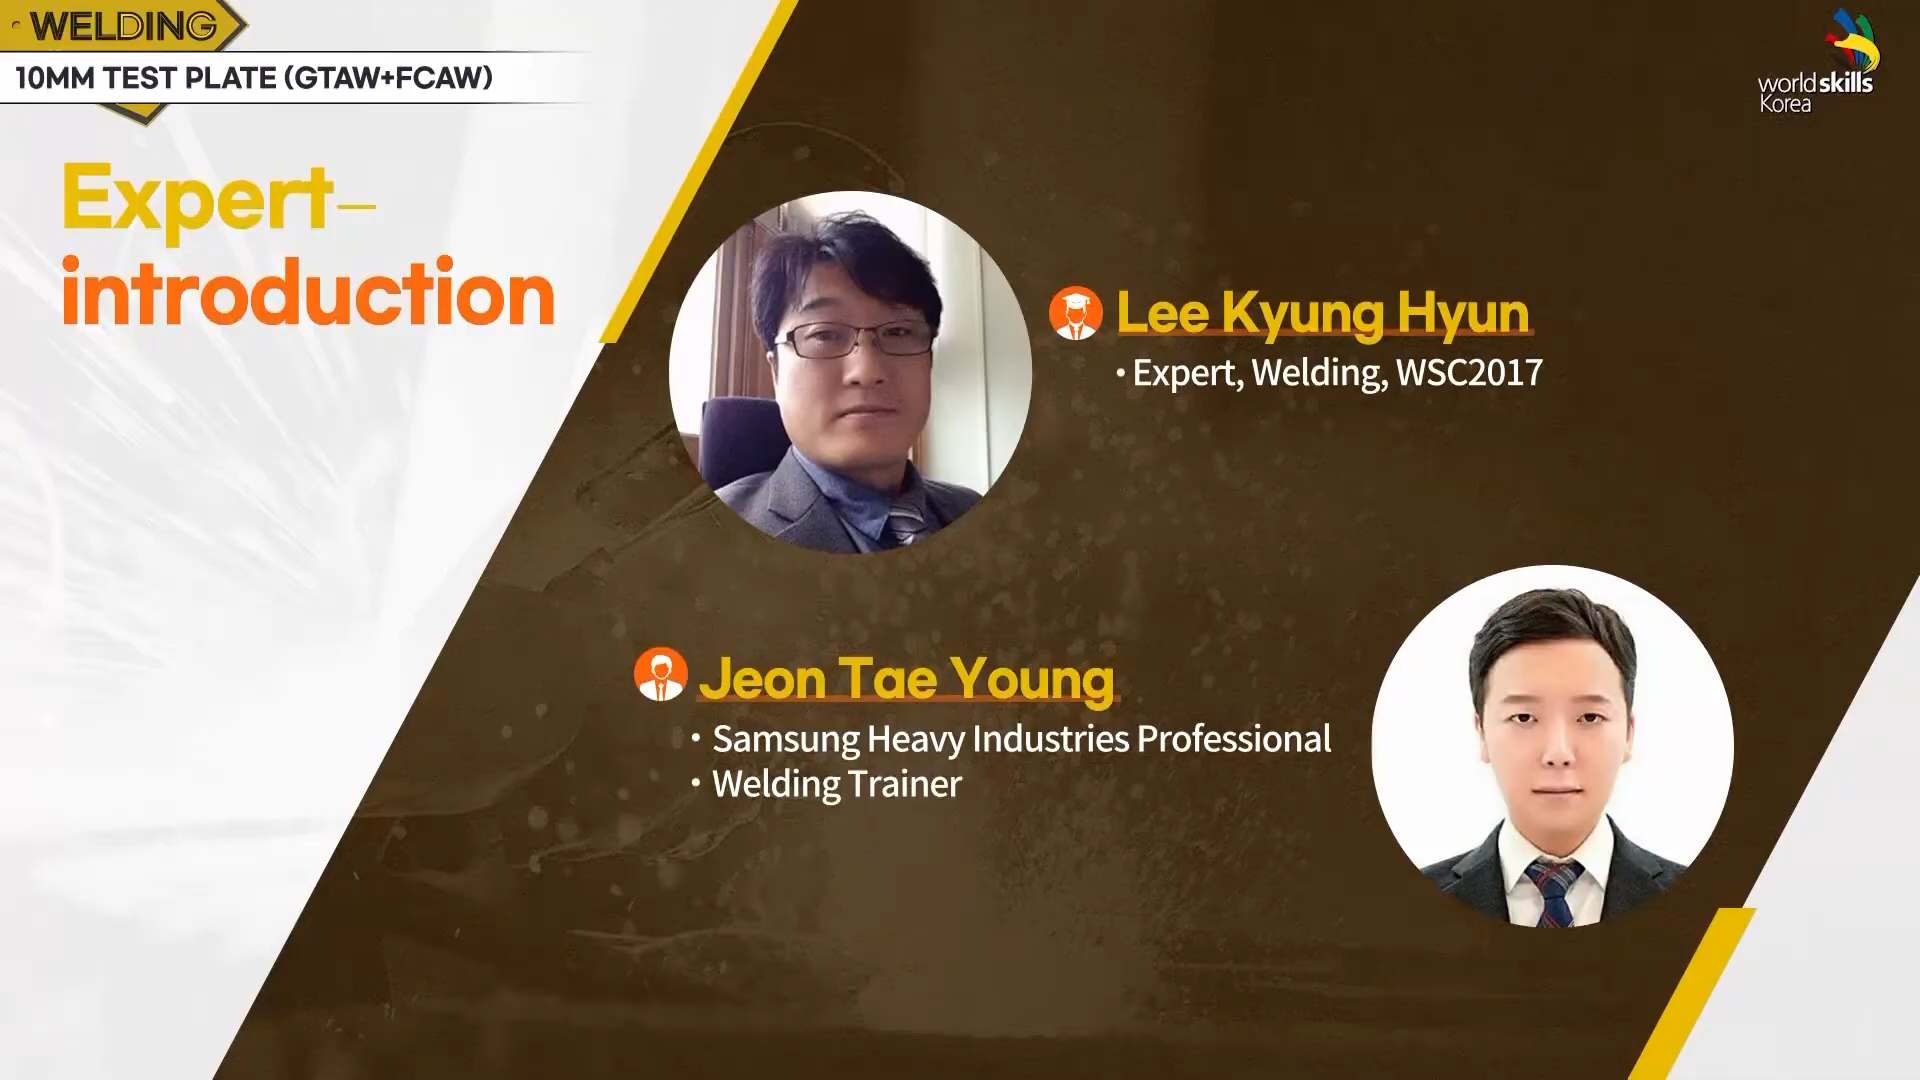 WELDING
10MM TEST PLATE (GTAW+FCAW)
worldskills
Korea
Expert–
introduction
Lee Kyung Hyun
• Expert, Welding, WSC2017
Jeon Tae Young
• Samsung Heavy Industries Professional
• Welding Trainer